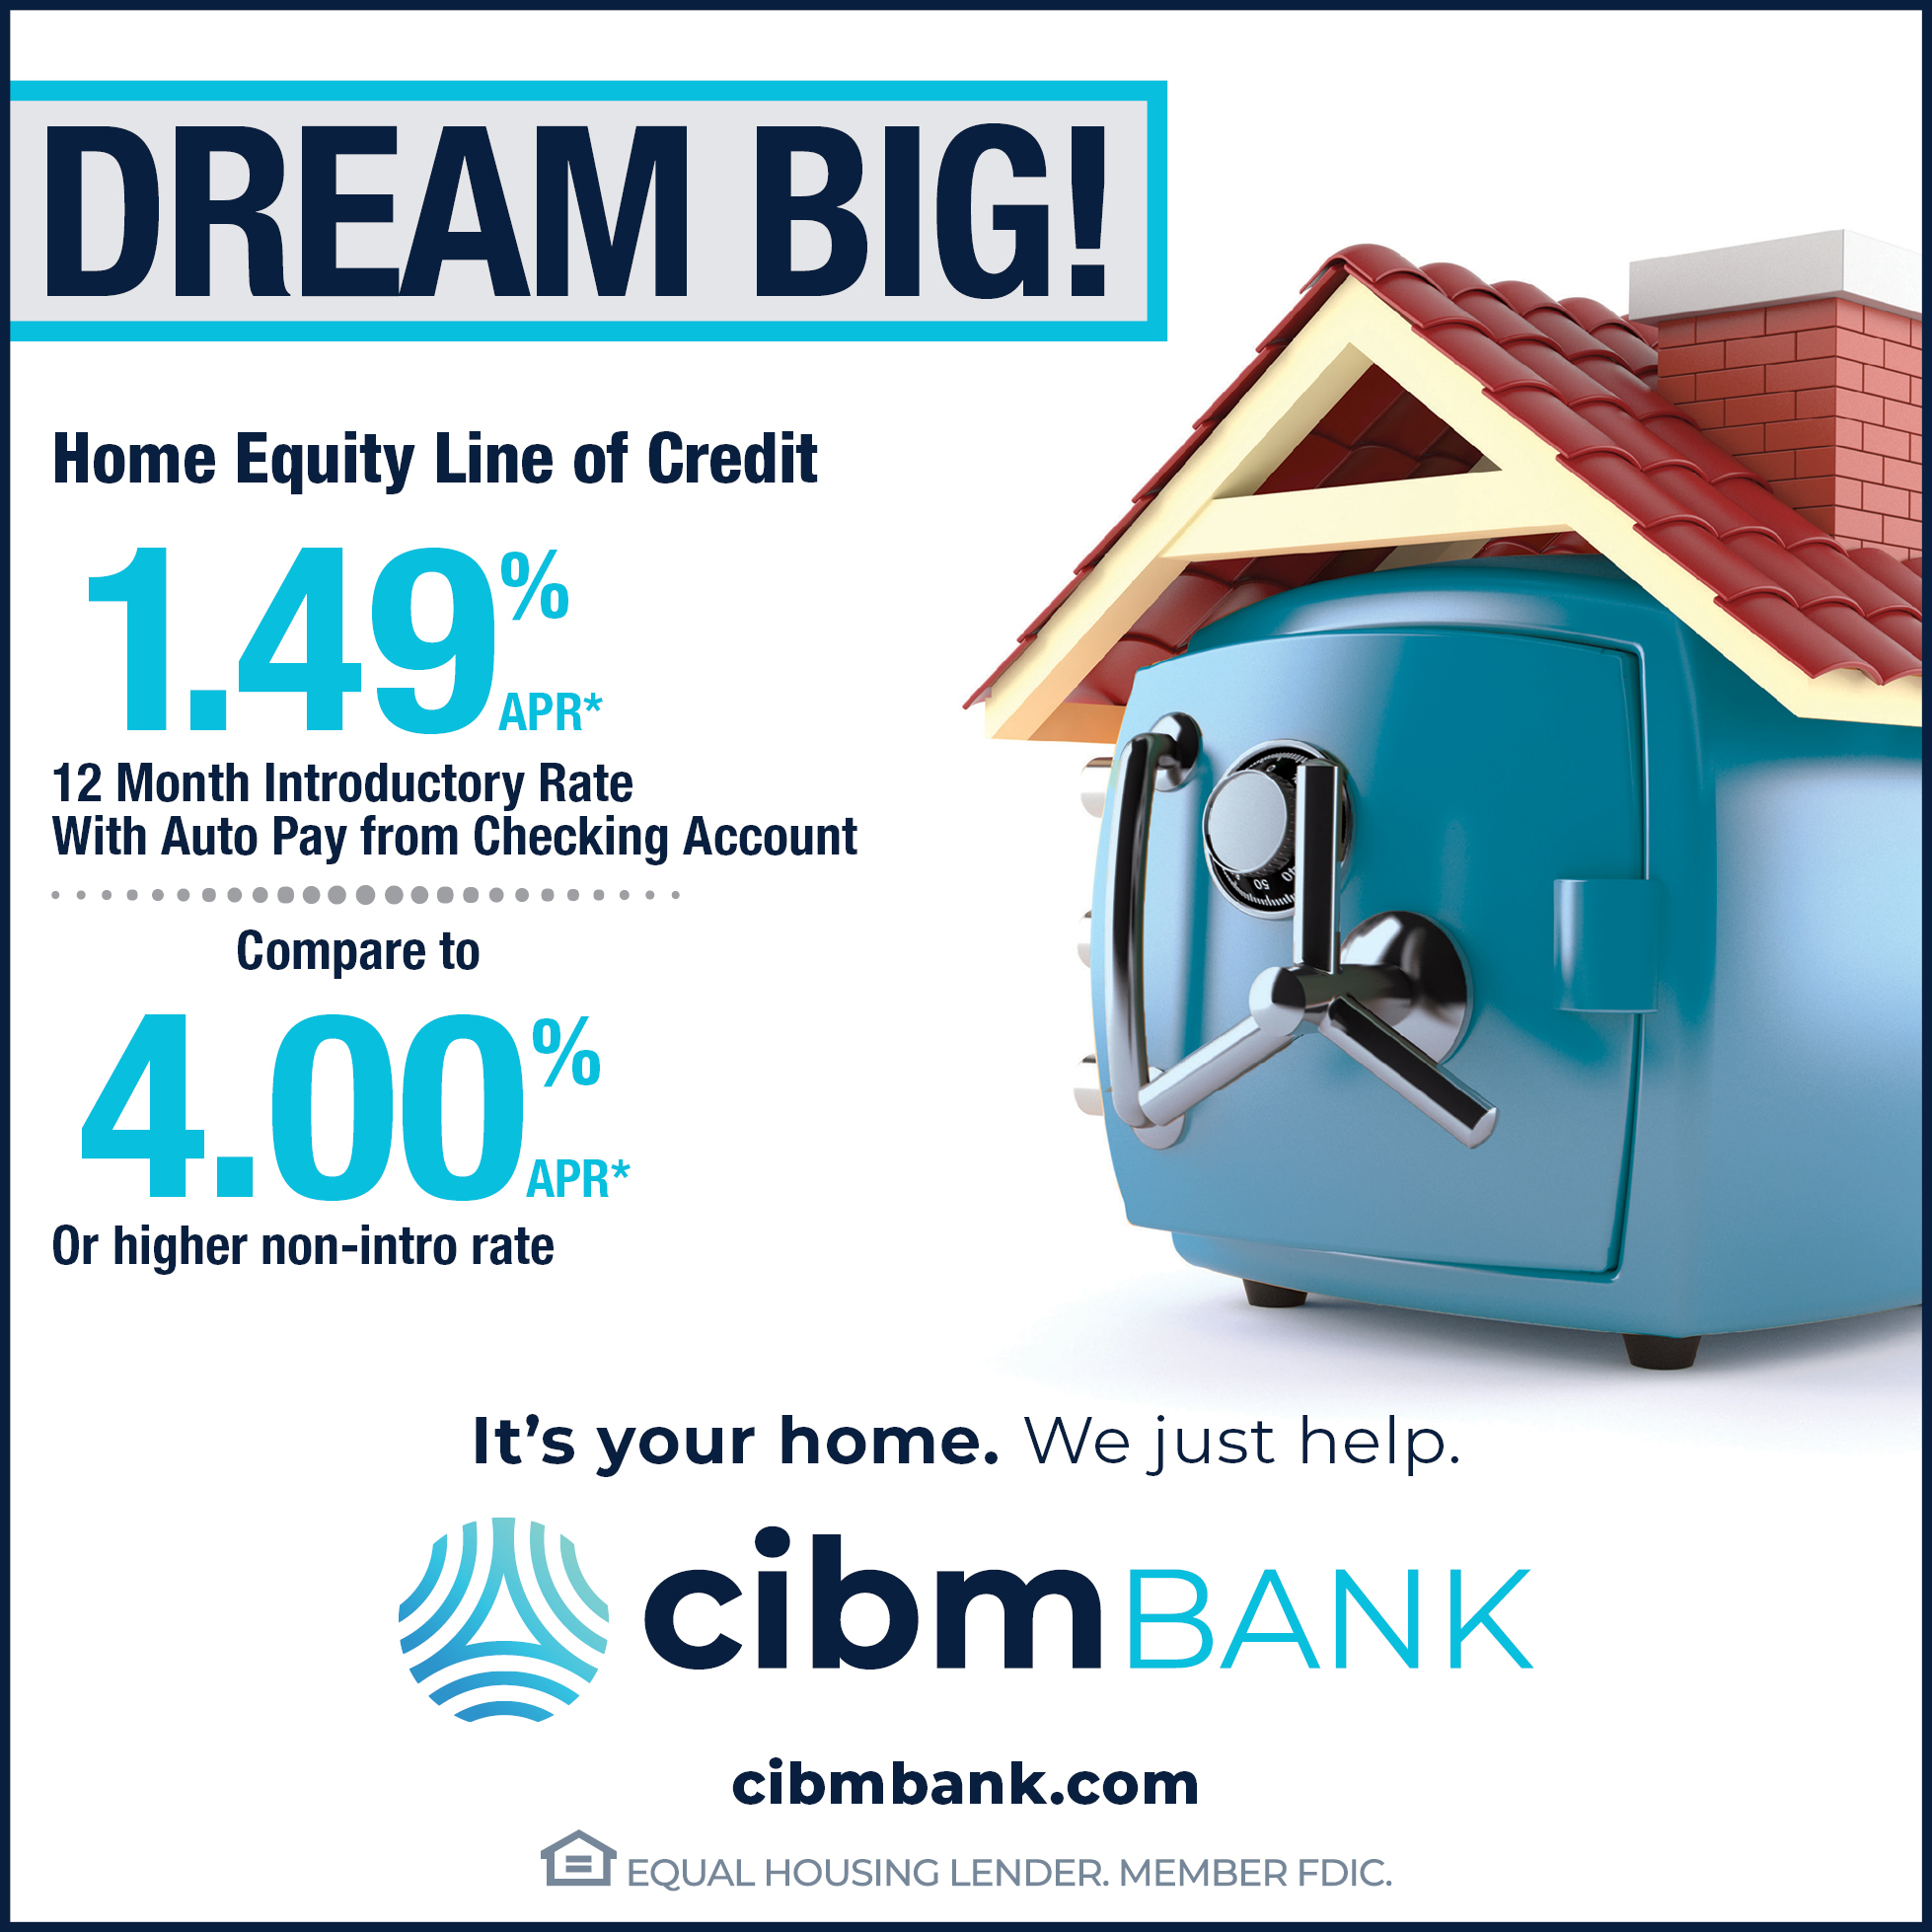 DREAM BIG!
Home Equity Line of Credit
1.49% APR*
12 Month Introductory Rate
With Auto Pay from Checking Account
Compare to
4.00% APR*
Or higher non-intro rate
50
40
It's your home. We just help.
cibm BANK
cibmbank.com
EQUAL HOUSING LENDER. MEMBER FDIC.